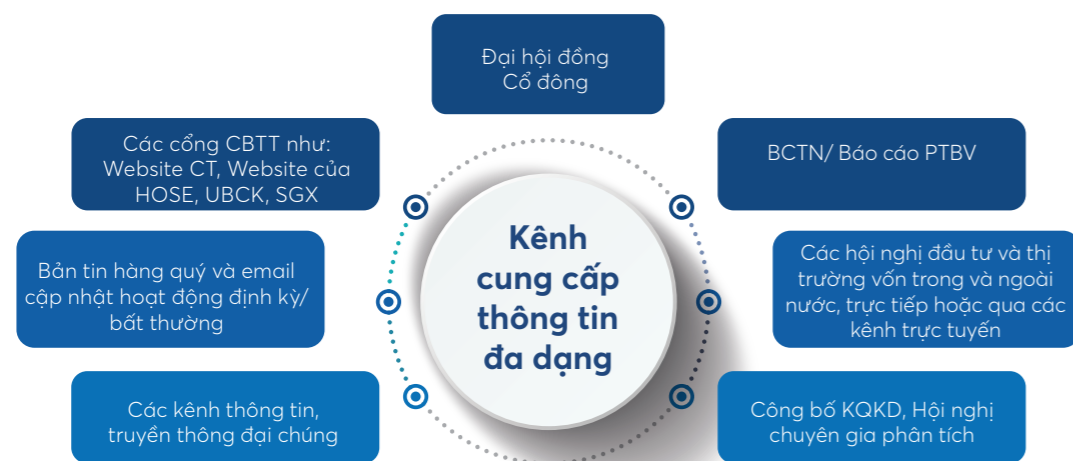 Đại hội đồng
Cổ đông
Các cổng CBTT như:
Website CT, Website của
HOSE, UBCK, SGX
BCTN/ Báo cáo PTBV
Bản tin hàng quý và email
cập nhật hoạt động định kỳ/
bất thường
Kênh
cung cấp
thông tin
đa dạng
Các hội nghị đầu tư và thị
trường vốn trong và ngoài
nước, trực tiếp hoặc qua các
kênh trực tuyến
Các kênh thông tin,
truyền thông đại chúng
Công bố KQKD, Hội nghị
chuyên gia phân tích